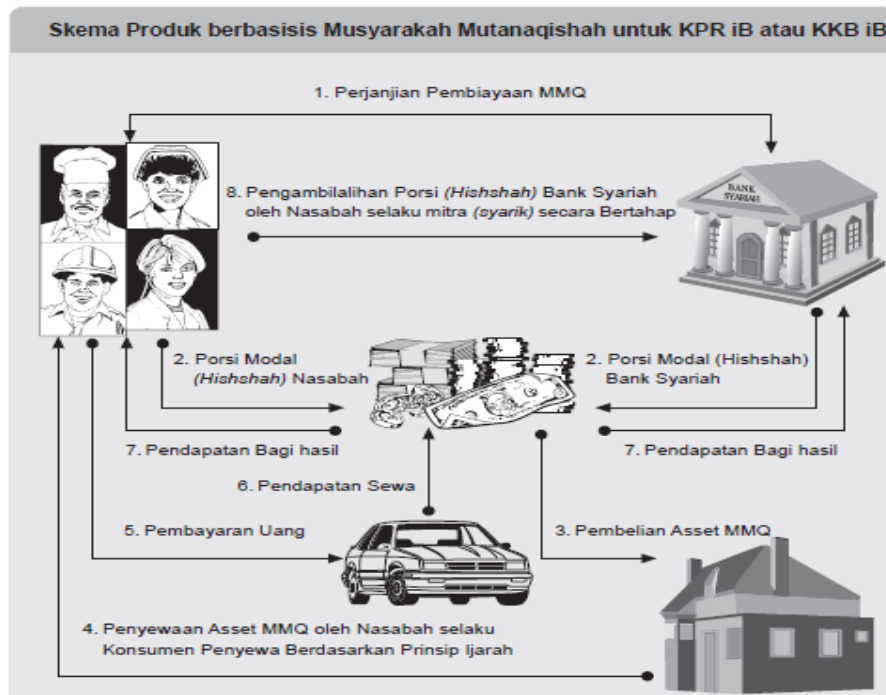 Skema Produk berbasisis Musyarakah Mutanaqishah untuk KPR iB atau KKB iB
1. Perjanjian Pembiayaan MMQ
8. Pengambilalihan Porsi (Hishshah) Bank Syariah
oleh Nasabah selaku mitra (syarik) secara Bertahap
BANK
SYARIAH
2. Porsi Modal
(Hishshah) Nasabah
2. Porsi Modal (Hishshah)
Bank Syariah
7. Pendapatan Bagi hasil
7. Pendapatan Bagi hasil
6. Pendapatan Sewa
5. Pembayaran Uang
3. Pembelian Asset MMQ
4. Penyewaan Asset MMQ oleh Nasabah selaku
Konsumen Penyewa Berdasarkan Prinsip Ijarah